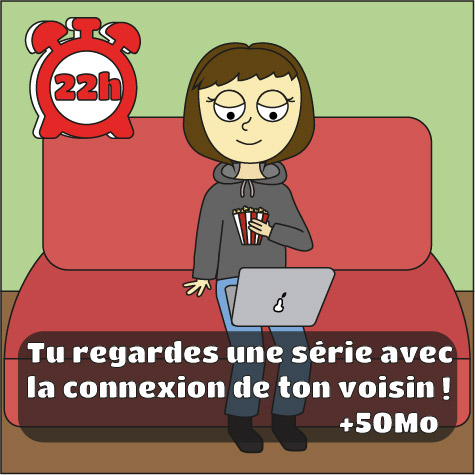 22h
Tu regardes une série avec
la connexion de ton voisin !
+50Mo